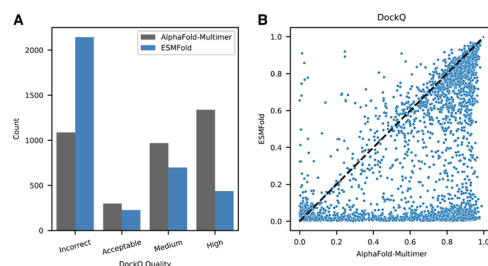 A
AlphaFold-Multimer
ESMFold
2000
1500
1000
500
0
Count
Incorrect
Acceptable
Medium
High
DockQ Quality
B
DockQ
1.0
0.8
0.6
0.4
0.2
0.0
ESMFold
0.0
0.2
0.4
0.6
0.8
1.0
AlphaFold-Multimer